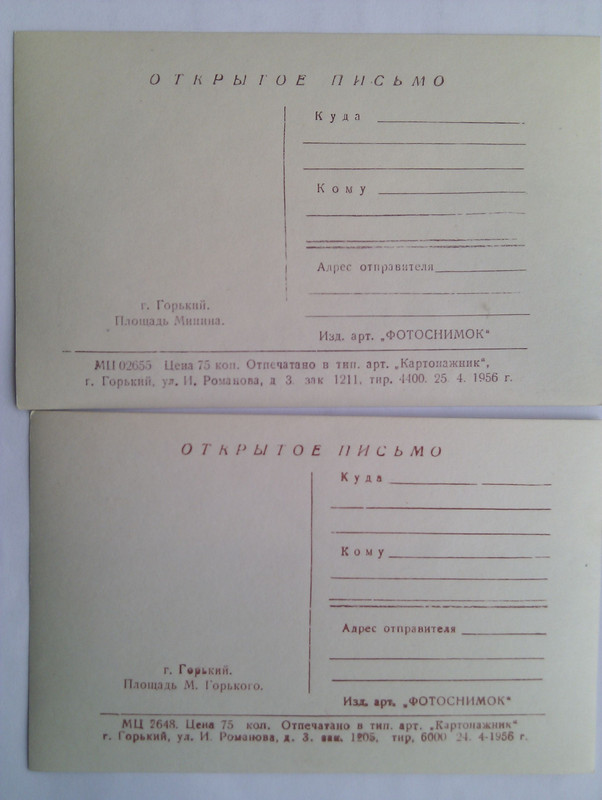 ОТКРЫТОЕ ПИСЬМО
Куда
Кому
Адрес отправителя
г. Горький.
Площадь Минина.
Изд. арт. „ФОТОСНИМОК“
МЦ 02655 Цена 75 коп. Отпечатано в тип. арт. „Картонажник“,
г. Горький, ул. И. Романова, д 3. зак 1211, тир. 4400. 25 4. 1956 г.
ОТКРЫТОЕ ПИСЬМО
Куда
Кому
Адрес отправителя
г. Горький.
Площадь М. Горького.
Изд. арт. „ФОТОСНИМОК“
МЦ 2648. Цена 75 коп. Отпечатано в тип. арт. „Картонажник“
г. Горький, ул. И. Романова, д. 3. зак. 1205, тир, 6000 24. 4-1956 г.